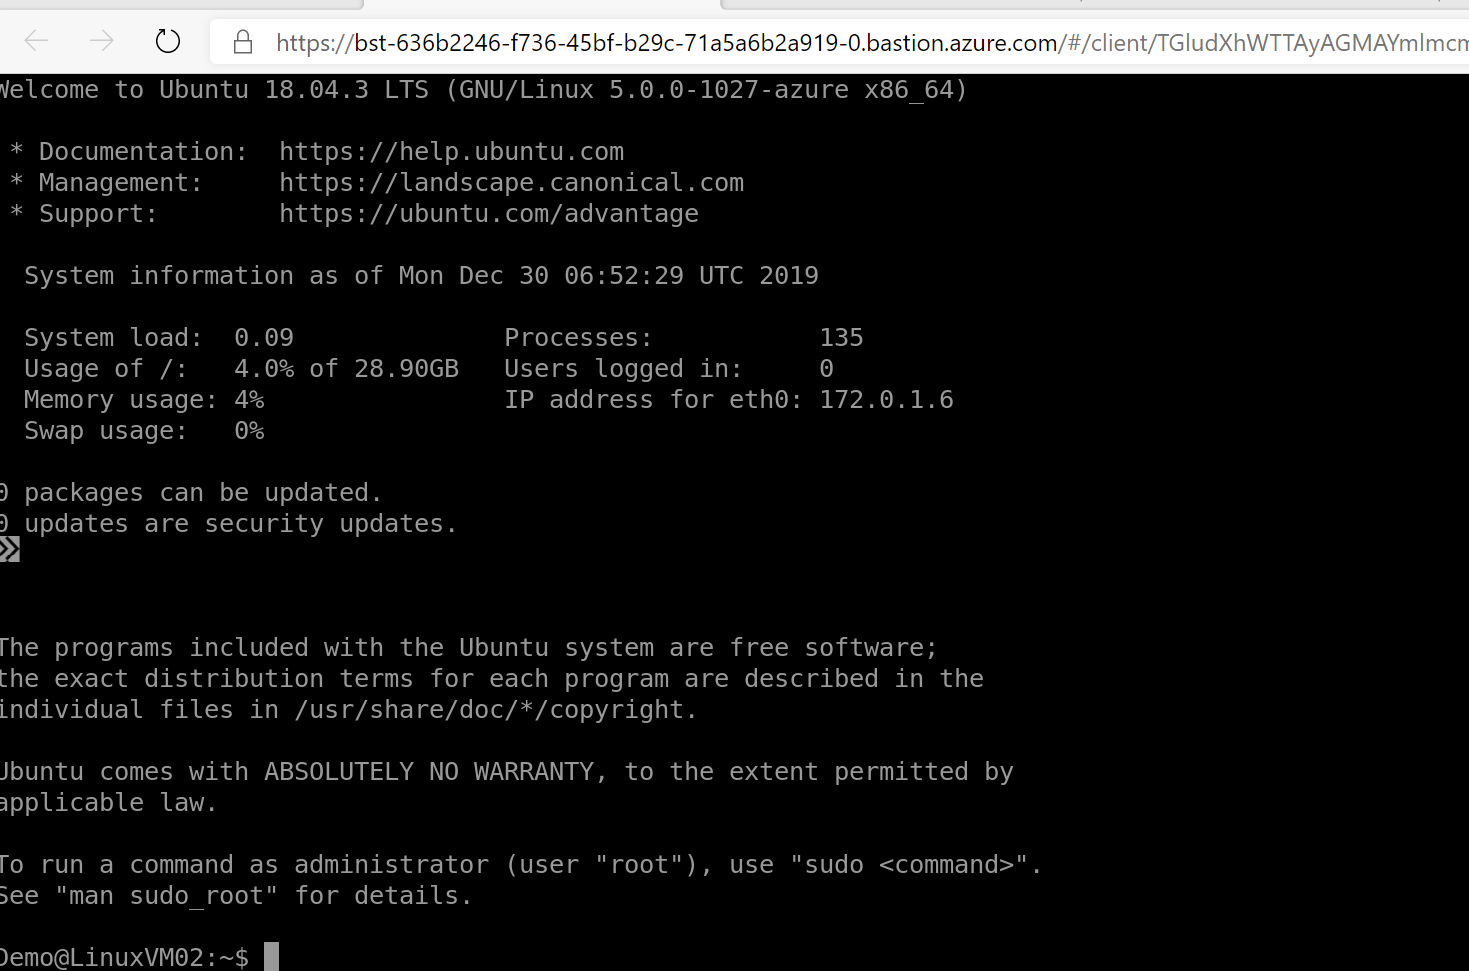 https://bst-636b2246-f736-45bf-b29c-71a5a6b2a919-0.bastion.azure.com/#/client/TGludXhWTTAyAGMAYmlmcm
Welcome to Ubuntu 18.04.3 LTS (GNU/Linux 5.0.0-1027-azure x86_64)
* Documentation:  https://help.ubuntu.com
* Management:     https://landscape.canonical.com
* Support:        https://ubuntu.com/advantage
System information as of Mon Dec 30 06:52:29 UTC 2019
System load:  0.09              Processes:           135
Usage of /:   4.0% of 28.90GB   Users logged in:     0
Memory usage: 4%                IP address for eth0: 172.0.1.6
Swap usage:   0%
0 packages can be updated.
0 updates are security updates.
The programs included with the Ubuntu system are free software;
the exact distribution terms for each program are described in the
individual files in /usr/share/doc/*/copyright.
Ubuntu comes with ABSOLUTELY NO WARRANTY, to the extent permitted by
applicable law.
To run a command as administrator (user "root"), use "sudo <command>".
See "man sudo_root" for details.
Demo@LinuxVM02:~$